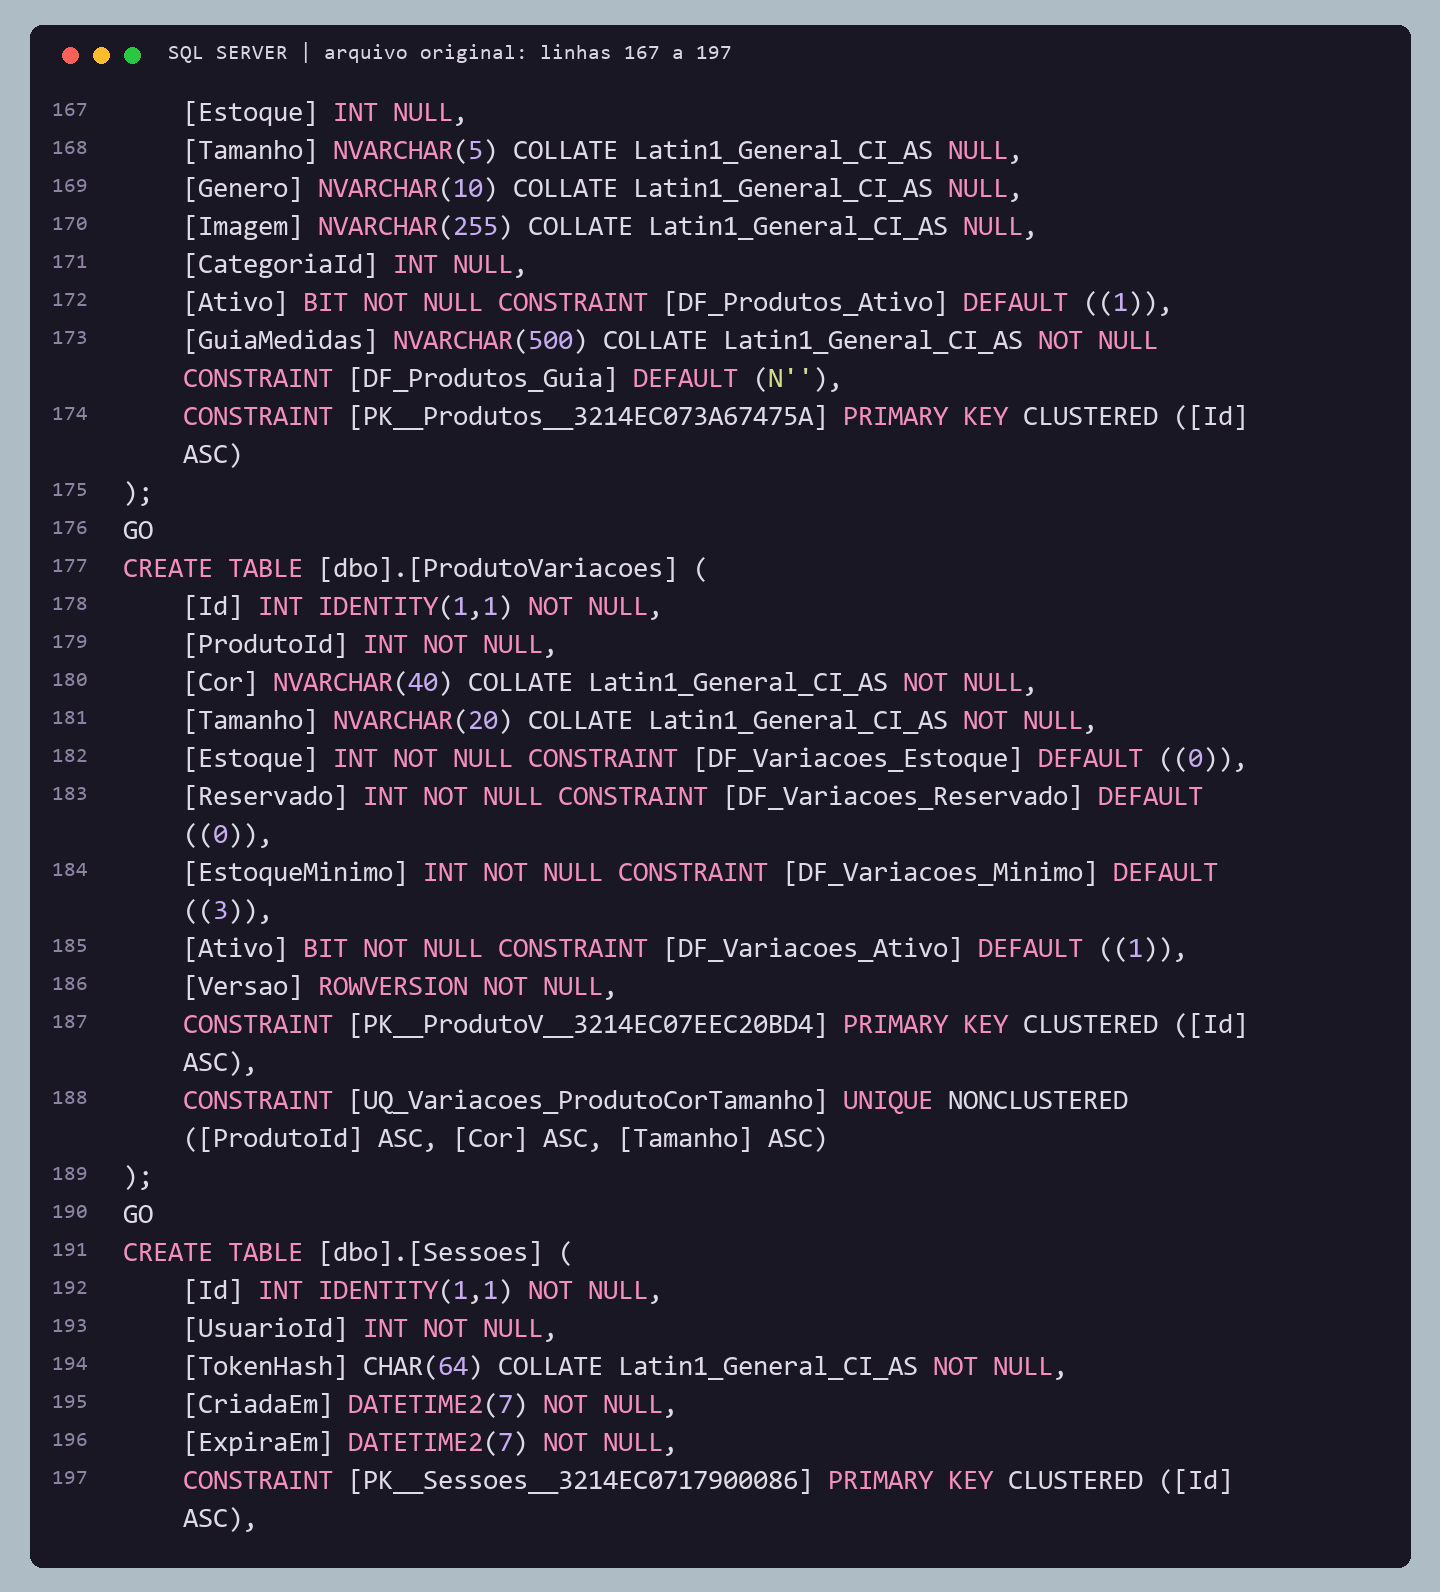 SQL SERVER | arquivo original: linhas 167 a 197
167 [Estoque] INT NULL,
168 [Tamanho] NVARCHAR(5) COLLATE Latin1_General_CI_AS NULL,
169 [Genero] NVARCHAR(10) COLLATE Latin1_General_CI_AS NULL,
170 [Imagem] NVARCHAR(255) COLLATE Latin1_General_CI_AS NULL,
171 [CategoriaId] INT NULL,
172 [Ativo] BIT NOT NULL CONSTRAINT [DF_Produtos_Ativo] DEFAULT ((1)),
173 [GuiaMedidas] NVARCHAR(500) COLLATE Latin1_General_CI_AS NOT NULL
CONSTRAINT [DF_Produtos_Guia] DEFAULT (N''),
174 CONSTRAINT [PK__Produtos__3214EC073A67475A] PRIMARY KEY CLUSTERED ([Id]
ASC)
175 );
176 GO
177 CREATE TABLE [dbo].[ProdutoVariacoes] (
178 [Id] INT IDENTITY(1,1) NOT NULL,
179 [ProdutoId] INT NOT NULL,
180 [Cor] NVARCHAR(40) COLLATE Latin1_General_CI_AS NOT NULL,
181 [Tamanho] NVARCHAR(20) COLLATE Latin1_General_CI_AS NOT NULL,
182 [Estoque] INT NOT NULL CONSTRAINT [DF_Variacoes_Estoque] DEFAULT ((0)),
183 [Reservado] INT NOT NULL CONSTRAINT [DF_Variacoes_Reservado] DEFAULT
((0)),
184 [EstoqueMinimo] INT NOT NULL CONSTRAINT [DF_Variacoes_Minimo] DEFAULT
((3)),
185 [Ativo] BIT NOT NULL CONSTRAINT [DF_Variacoes_Ativo] DEFAULT ((1)),
186 [Versao] ROWVERSION NOT NULL,
187 CONSTRAINT [PK__ProdutoV__3214EC07EEC20BD4] PRIMARY KEY CLUSTERED ([Id]
ASC),
188 CONSTRAINT [UQ_Variacoes_ProdutoCorTamanho] UNIQUE NONCLUSTERED
([ProdutoId] ASC, [Cor] ASC, [Tamanho] ASC)
189 );
190 GO
191 CREATE TABLE [dbo].[Sessoes] (
192 [Id] INT IDENTITY(1,1) NOT NULL,
193 [UsuarioId] INT NOT NULL,
194 [TokenHash] CHAR(64) COLLATE Latin1_General_CI_AS NOT NULL,
195 [CriadaEm] DATETIME2(7) NOT NULL,
196 [ExpiraEm] DATETIME2(7) NOT NULL,
197 CONSTRAINT [PK__Sessoes__3214EC0717900086] PRIMARY KEY CLUSTERED ([Id]
ASC),